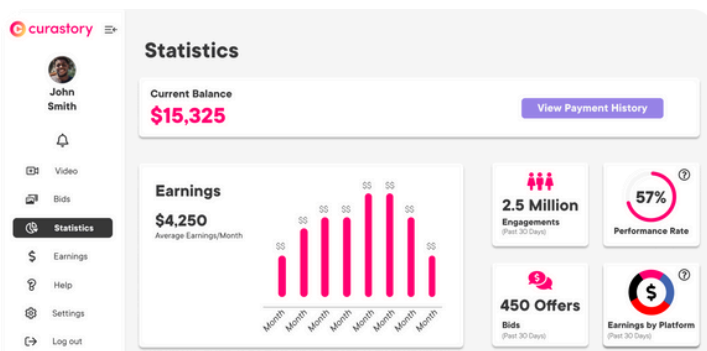 curastory
John
Smith
Video
Bids
Statistics
Earnings
Help
Settings
Log out
Statistics
Current Balance
$15,325
View Payment History
Earnings
$4,250
Average Earnings/Month
$$
$$
$$
$$
$$
$$
$$
$$
Month
Month
Month
Month
Month
Month
Month
Month
2.5 Million
Engagements
(Past 30 Days)
57%
Performance Rate
450 Offers
Bids
(Past 30 Days)
$
Earnings by Platform
(Past 30 Days)